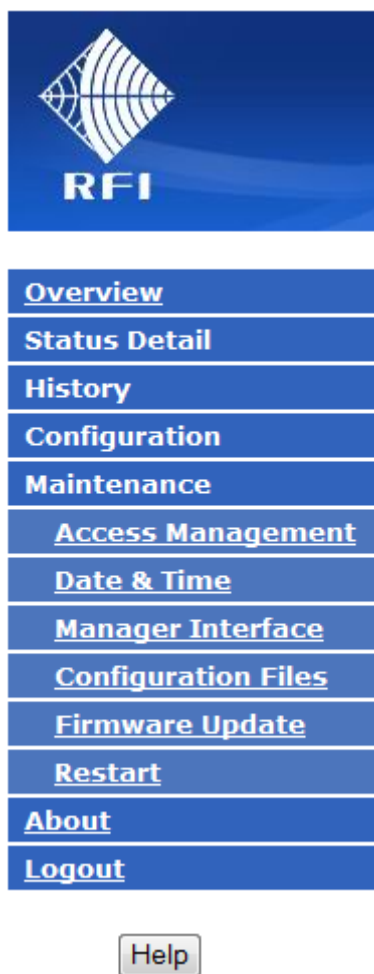 RFI
Overview
Status Detail
History
Configuration
Maintenance
Access Management
Date & Time
Manager Interface
Configuration Files
Firmware Update
Restart
About
Logout
Help